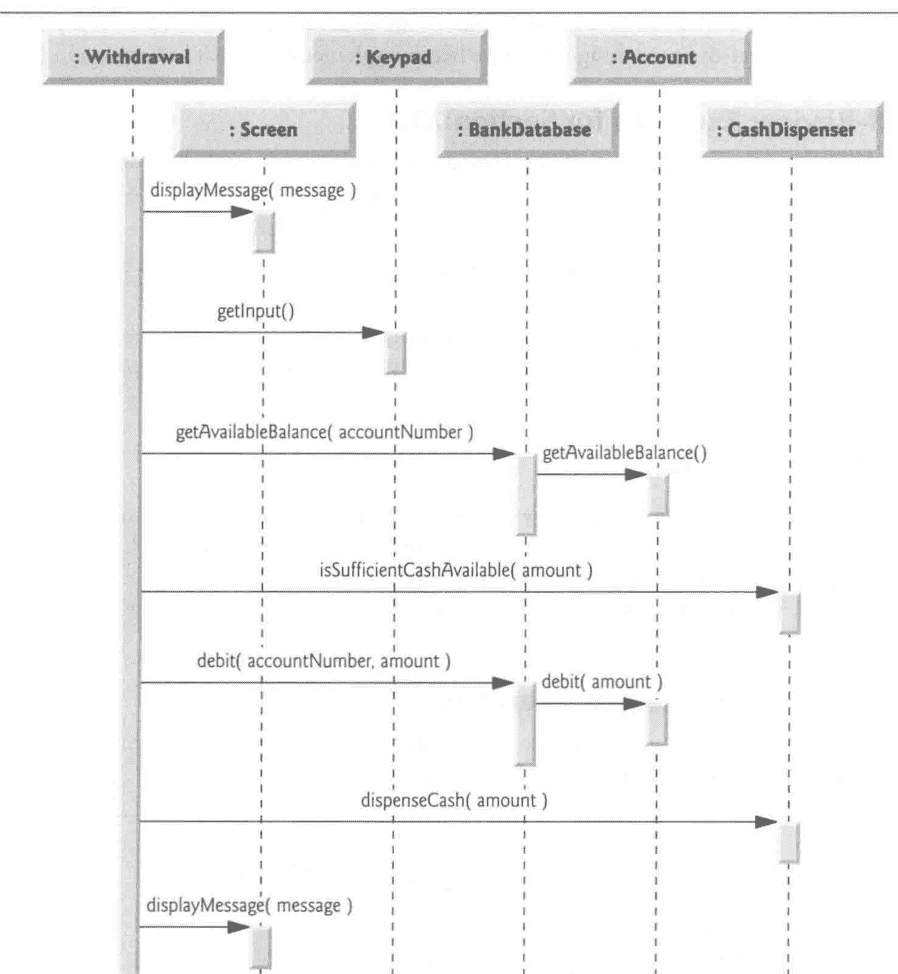 : Withdrawal
: Keypad
: Account
: Screen
: BankDatabase
: CashDispenser
displayMessage( message )
getInput()
getAvailableBalance( accountNumber )
getAvailableBalance()
isSufficientCashAvailable( amount )
debit( accountNumber, amount )
debit( amount )
dispenseCash( amount )
displayMessage( message )